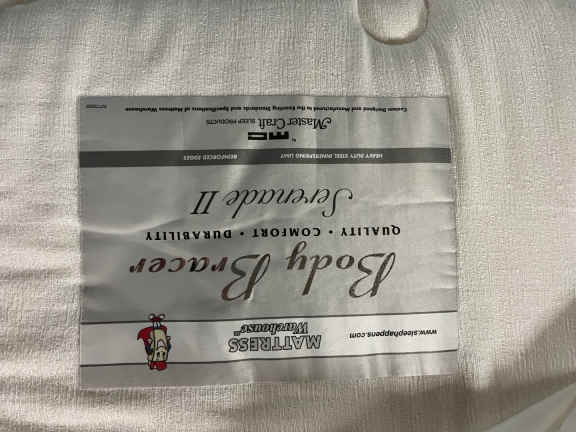 www.sleephappens.com
MATTRESS
Warehouse™
Body Bracer
QUALITY • COMFORT • DURABILITY
Serenade II
HEAVY DUTY STEEL INNERSPRING UNIT
REINFORCED EDGES
Master Craft SLEEP PRODUCTS
Custom Designed and Manufactured to the Exacting Standards and Specifications of Mattress Warehouse